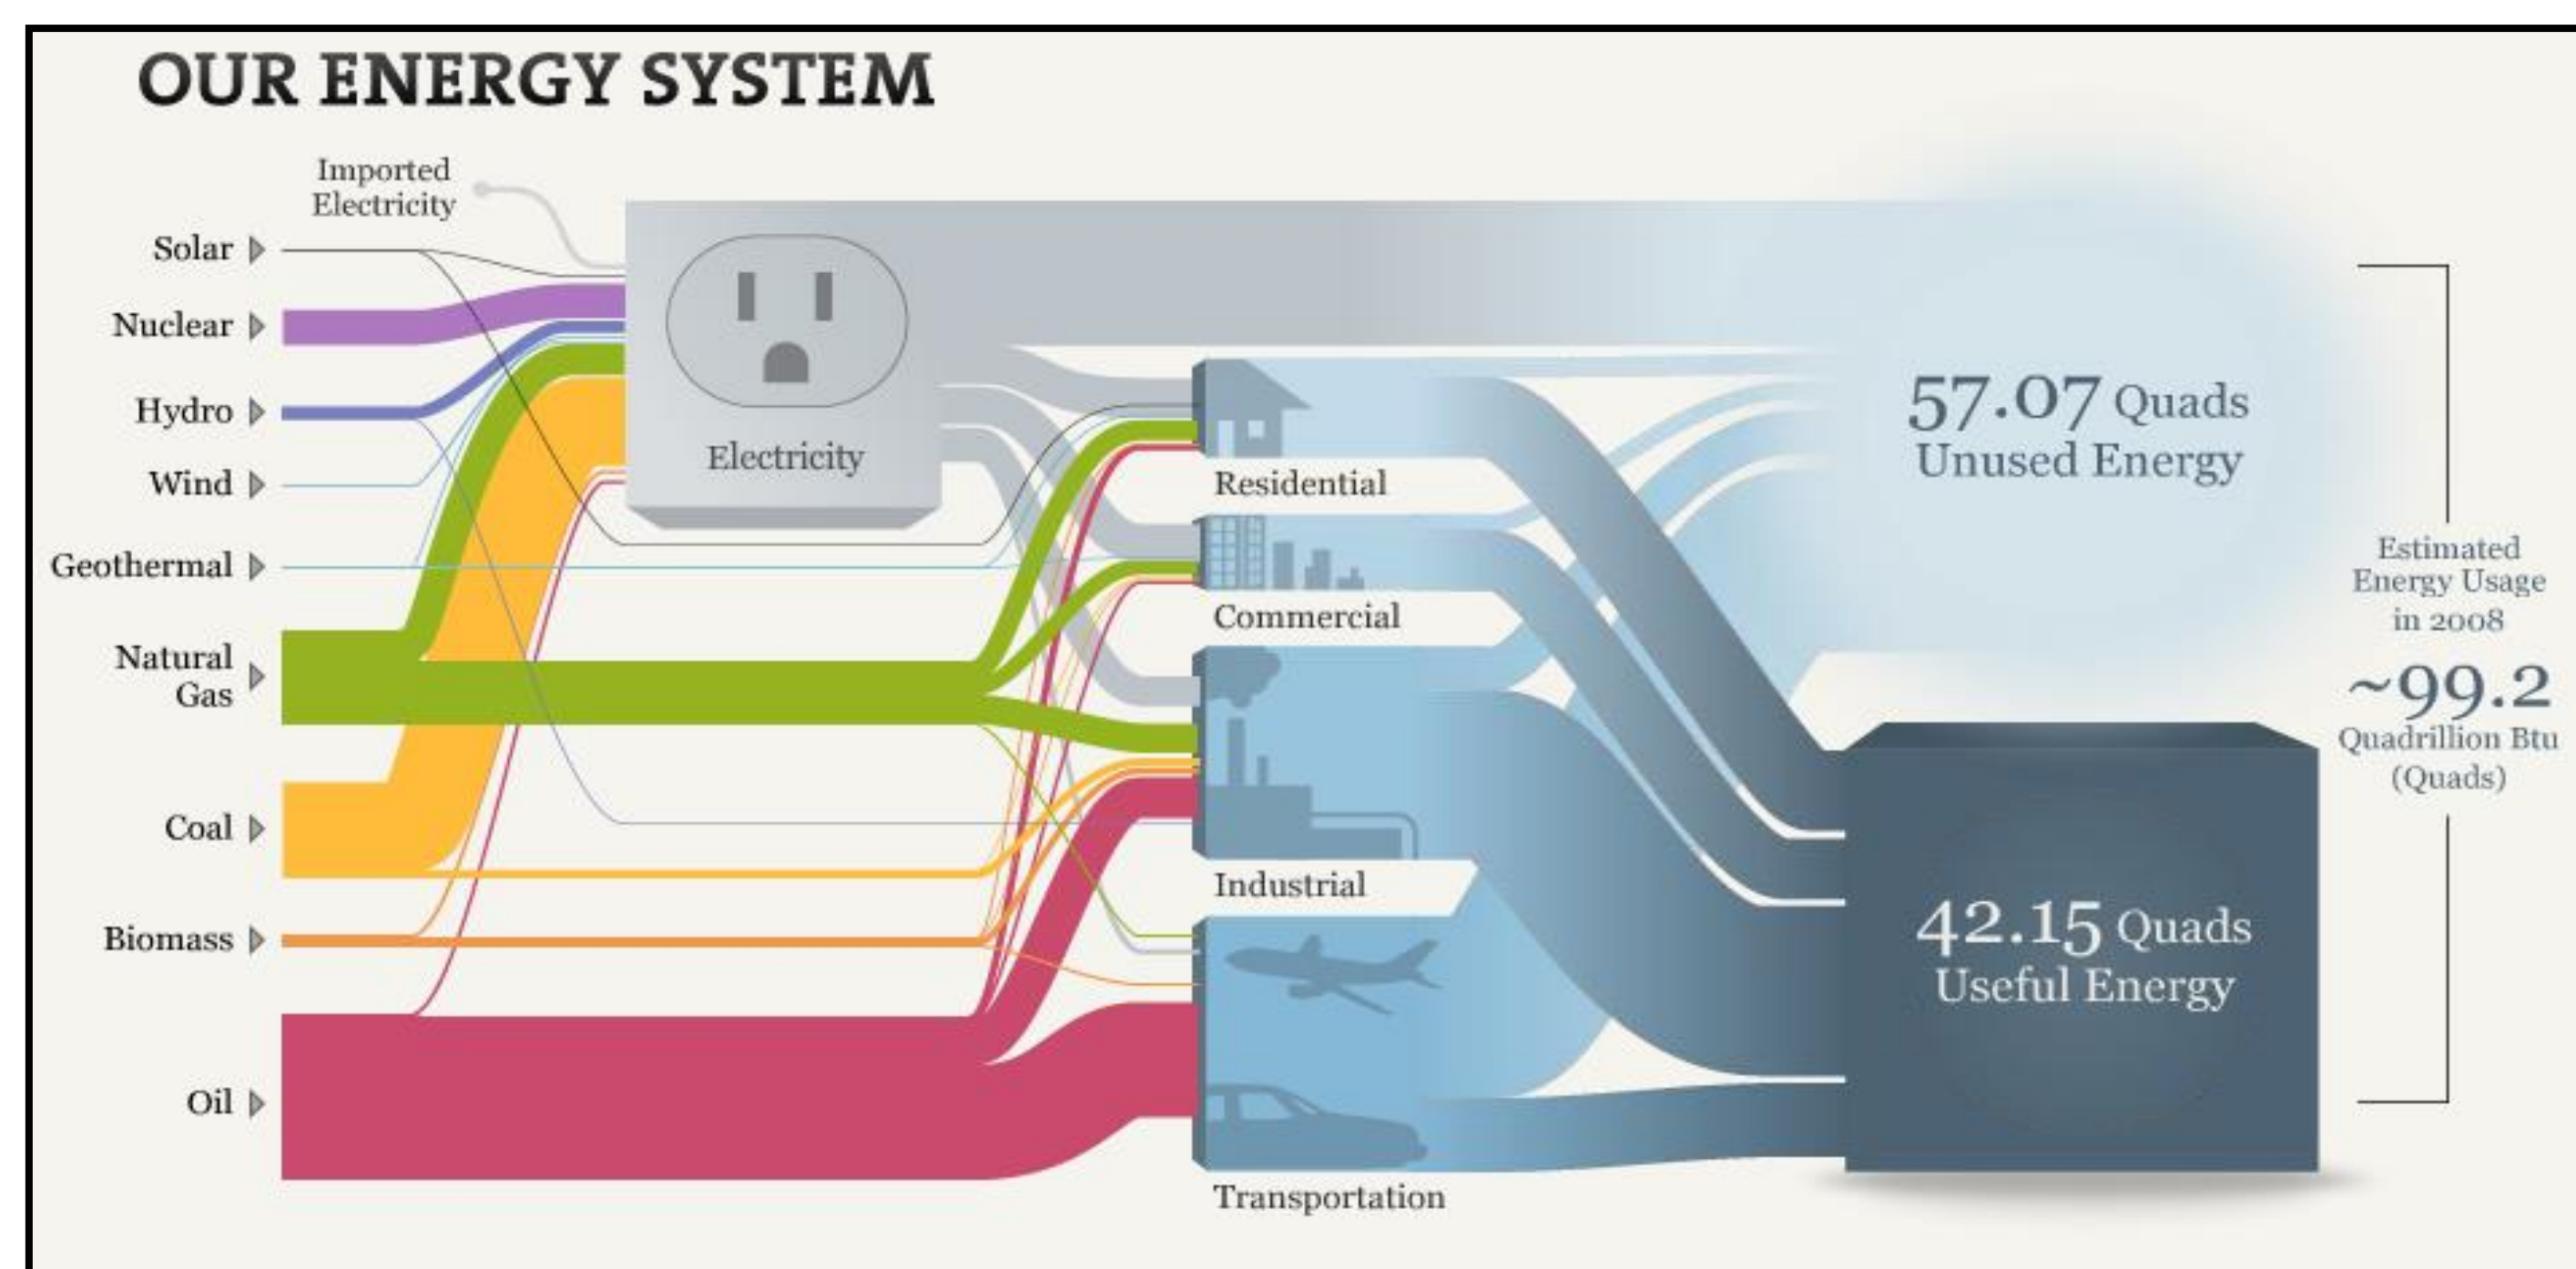 OUR ENERGY SYSTEM
Imported
Electricity
Solar
Nuclear
Hydro
Wind
Geothermal
Natural
Gas
Coal
Biomass
Oil
Electricity
Residential
Commercial
Industrial
Transportation
57.07 Quads
Unused Energy
42.15 Quads
Useful Energy
Estimated
Energy Usage
in 2008
~99.2
Quadrillion Btu
(Quads)